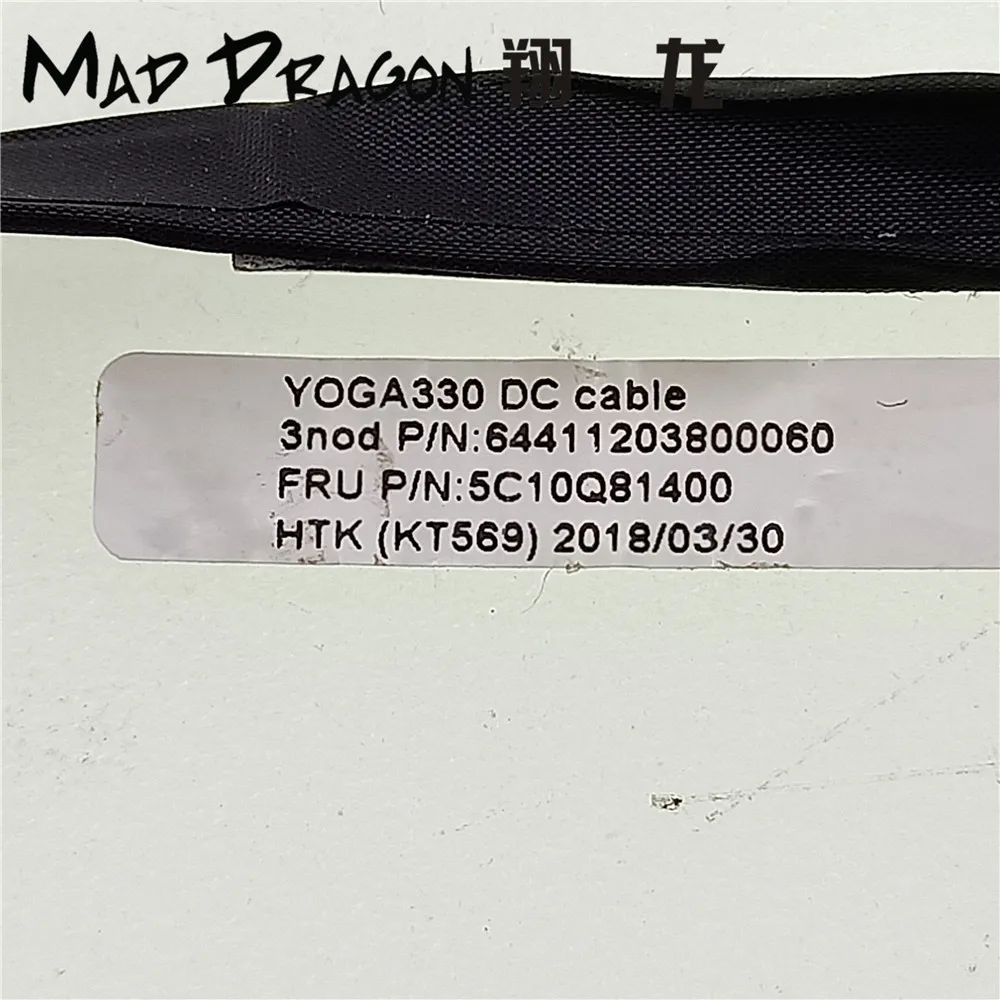 MAD DRAGON 翔 龙
YOGA330 DC cable
3nod P/N:64411203800060
FRU P/N:5C10Q81400
HTK (KT569) 2018/03/30